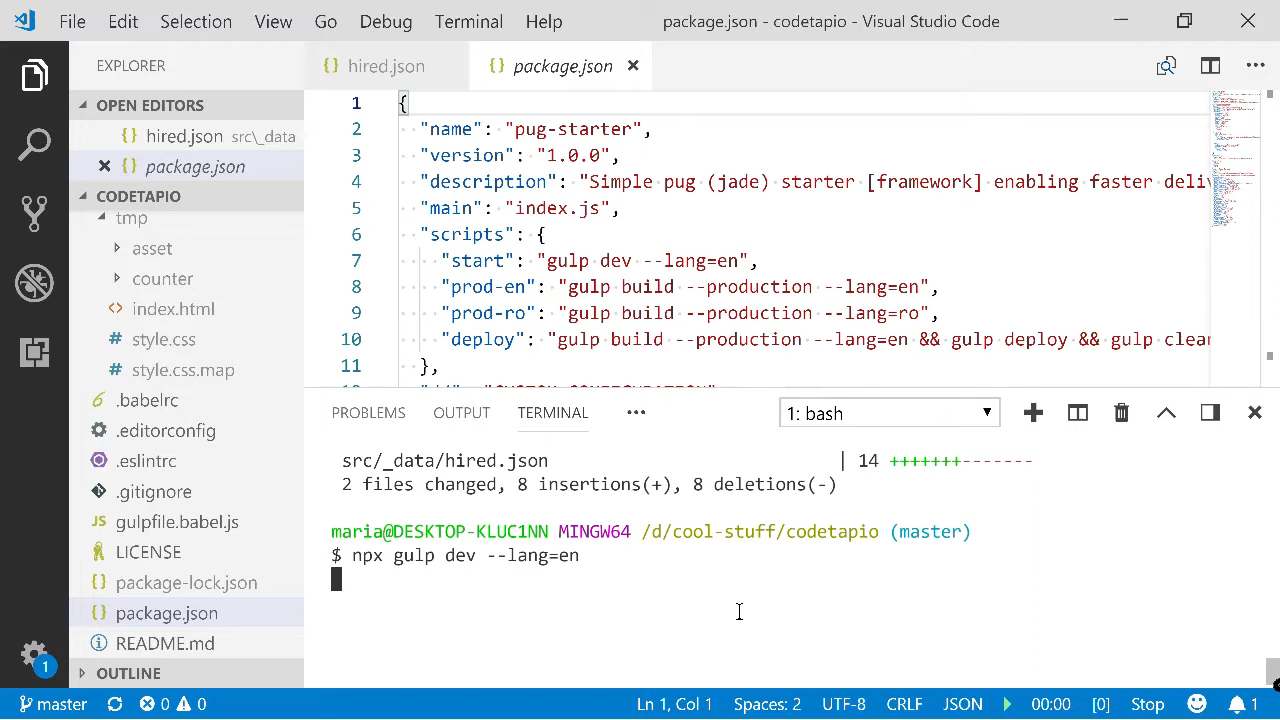 File Edit Selection View Go Debug Terminal Help package.json - codetapio - Visual Studio Code
EXPLORER
OPEN EDITORS
hired.json src\_data
package.json
CODETAPIO
tmp
asset
counter
index.html
style.css
style.css.map
.babelrc
.editorconfig
.eslintrc
.gitignore
gulpfile.babel.js
LICENSE
package-lock.json
package.json
README.md
OUTLINE
hired.json package.json
1 {
2 "name": "pug-starter",
3 "version": "1.0.0",
4 "description": "Simple pug (jade) starter [framework] enabling faster deli
5 "main": "index.js",
6 "scripts": {
7 "start": "gulp dev --lang=en",
8 "prod-en": "gulp build --production --lang=en",
9 "prod-ro": "gulp build --production --lang=ro",
10 "deploy": "gulp build --production --lang=en && gulp deploy && gulp clean
11 },
PROBLEMS OUTPUT TERMINAL ••• 1: bash
src/_data/hired.json | 14 +++++++-------
2 files changed, 8 insertions(+), 8 deletions(-)
maria@DESKTOP-KLUC1NN MINGW64 /d/cool-stuff/codetapio (master)
$ npx gulp dev --lang=en
1
master 0 0 Ln 1, Col 1 Spaces: 2 UTF-8 CRLF JSON 00:00 [0] Stop 1